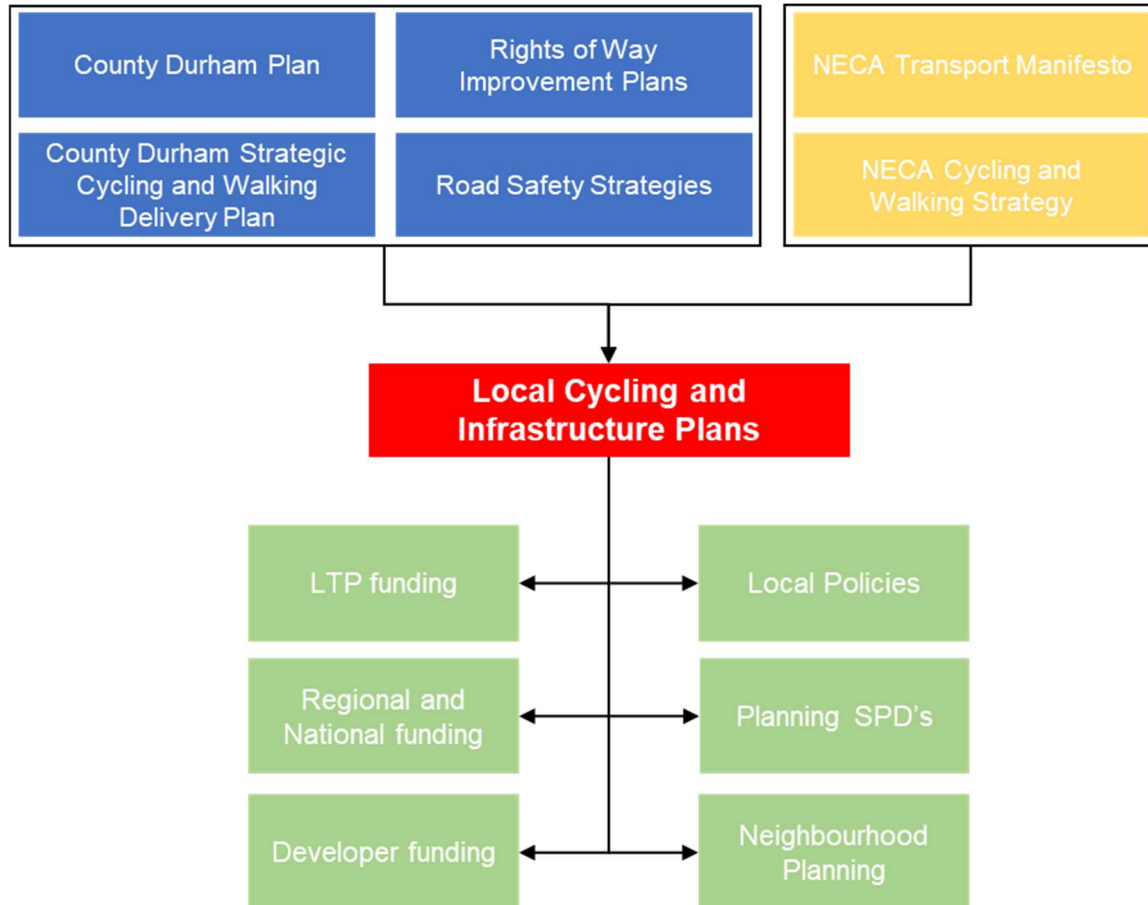 County Durham Plan
Rights of Way
Improvement Plans
NECA Transport Manifesto
County Durham Strategic
Cycling and Walking
Delivery Plan
Road Safety Strategies
NECA Cycling and
Walking Strategy
Local Cycling and
Infrastructure Plans
LTP funding
Local Policies
Regional and
National funding
Planning SPD's
Developer funding
Neighbourhood
Planning